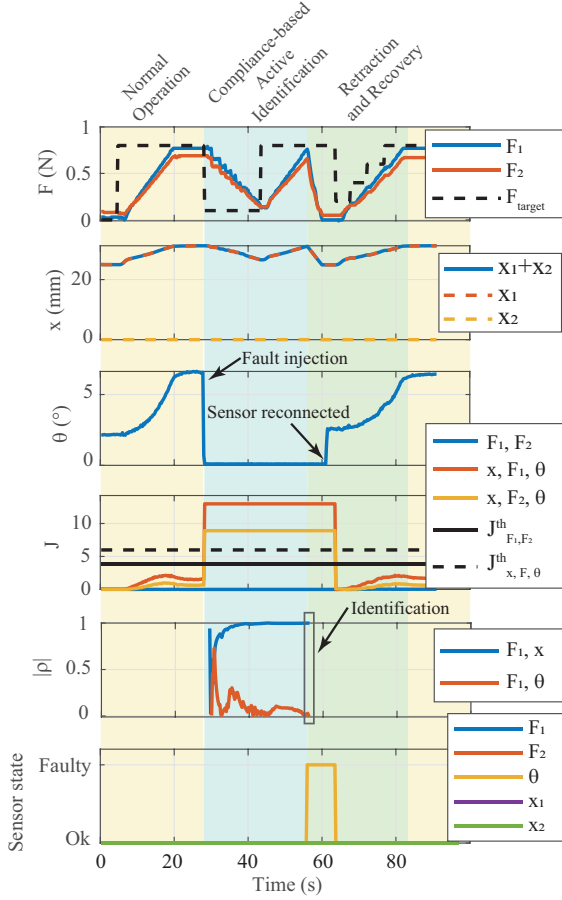 Normal
Operation
Compliance-based
Active
Identification
Retraction
and Recovery
F (N)
1
0.5
0
F₁
F₂
F_target
x (mm)
20
0
x₁+x₂
x₁
x₂
Fault injection
Sensor reconnected
θ (°)
5
0
F₁, F₂
x, F₁, θ
x, F₂, θ
J^th_F₁,F₂
J^th_x, F, θ
J
10
5
0
Identification
|ρ|
1
0.5
0
F₁, x
F₁, θ
Sensor state
Faulty
Ok
F₁
F₂
θ
x₁
x₂
0
20
40
60
80
Time (s)